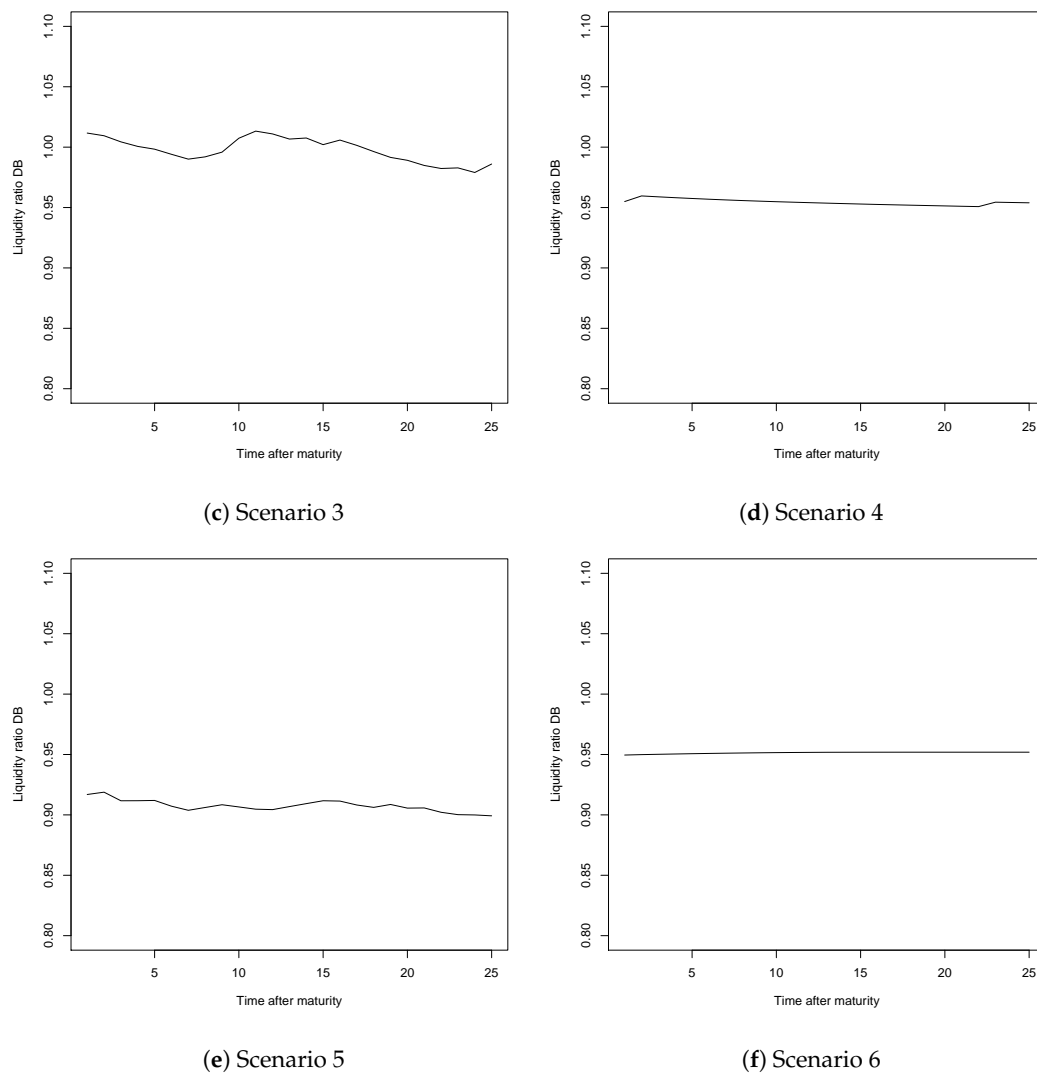 1.10
1.05
1.00
0.95
0.90
0.85
0.80
Liquidity ratio DB
5 10 15 20 25
Time after maturity
(c) Scenario 3
1.10
1.05
1.00
0.95
0.90
0.85
0.80
Liquidity ratio DB
5 10 15 20 25
Time after maturity
(d) Scenario 4
1.10
1.05
1.00
0.95
0.90
0.85
0.80
Liquidity ratio DB
5 10 15 20 25
Time after maturity
(e) Scenario 5
1.10
1.05
1.00
0.95
0.90
0.85
0.80
Liquidity ratio DB
5 10 15 20 25
Time after maturity
(f) Scenario 6